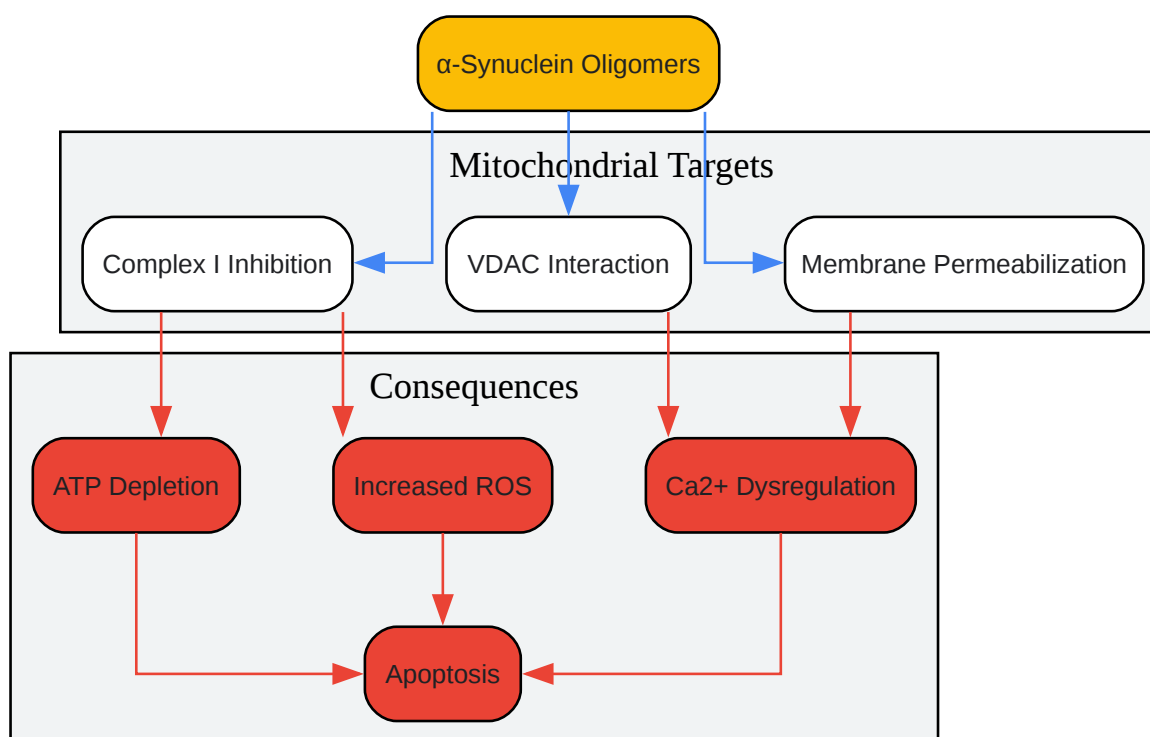 α-Synuclein Oligomers
Mitochondrial Targets
Complex I Inhibition
VDAC Interaction
Membrane Permeabilization
Consequences
ATP Depletion
Increased ROS
Ca2+ Dysregulation
Apoptosis